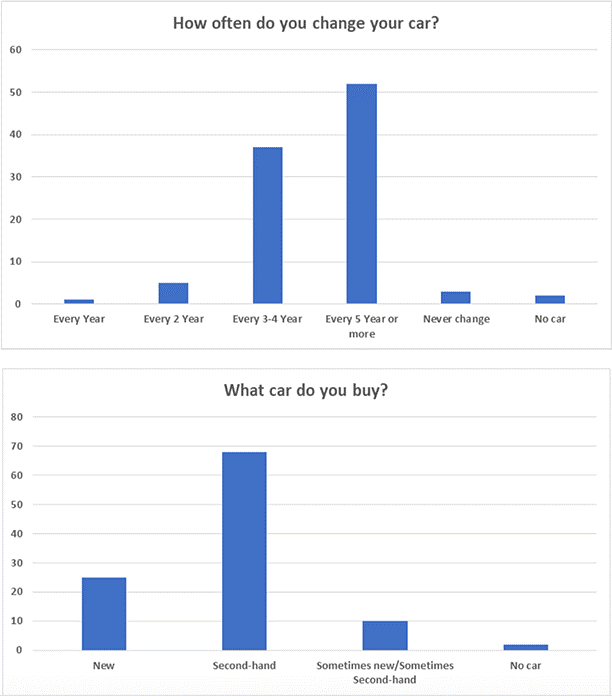 How often do you change your car?
60
50
40
30
20
10
0
Every Year Every 2 Year Every 3-4 Year Every 5 Year or Never change No car
more
What car do you buy?
80
70
60
50
40
30
20
10
0
New Second-hand Sometimes new/Sometimes No car
Second-hand